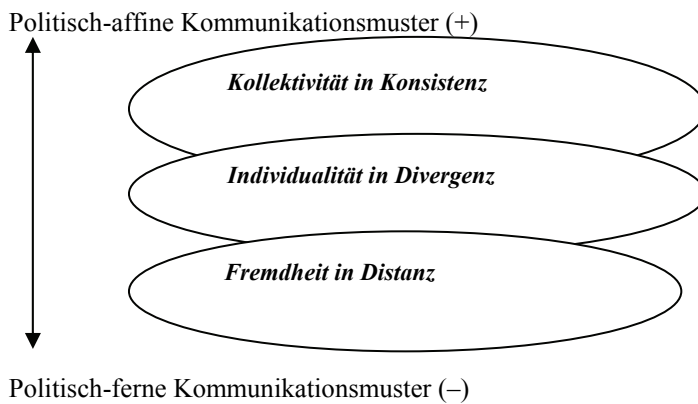 Politisch-affine Kommunikationsmuster (+)
Kollektivität in Konsistenz
Individualität in Divergenz
Fremdheit in Distanz
Politisch-ferne Kommunikationsmuster (–)